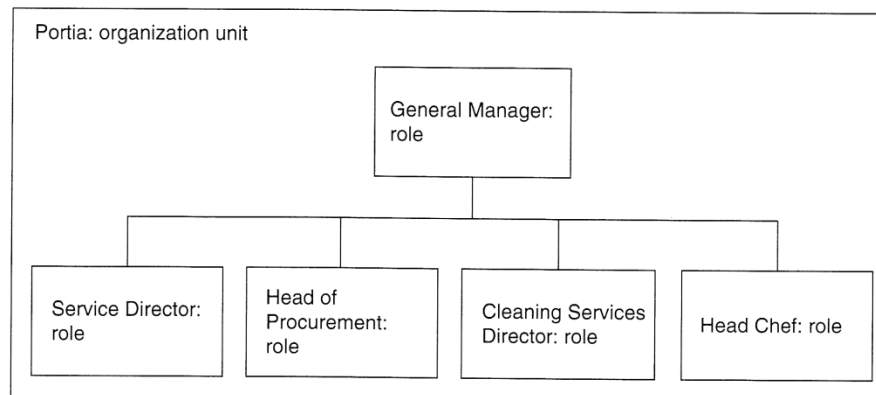 Portia: organization unit
General Manager:
role
Service Director:
role
Head of
Procurement:
role
Cleaning Services
Director: role
Head Chef: role